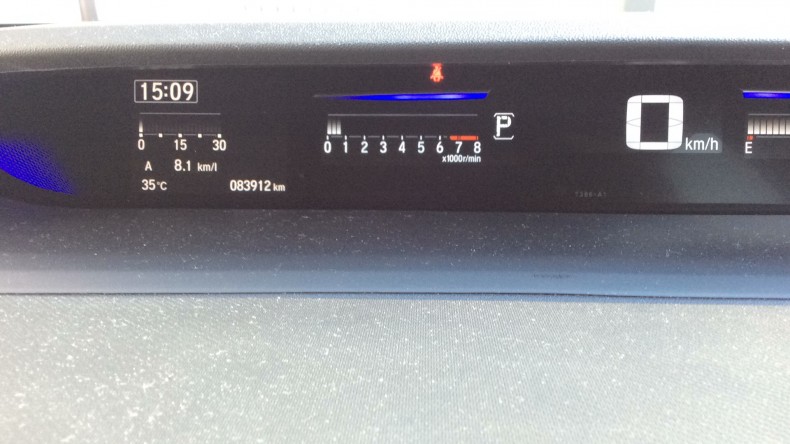 15:09
0 15 30
A 8.1 km/l
35°C 083912 km
0 1 2 3 4 5 6 7 8
x1000r/min
P
0 km/h
E